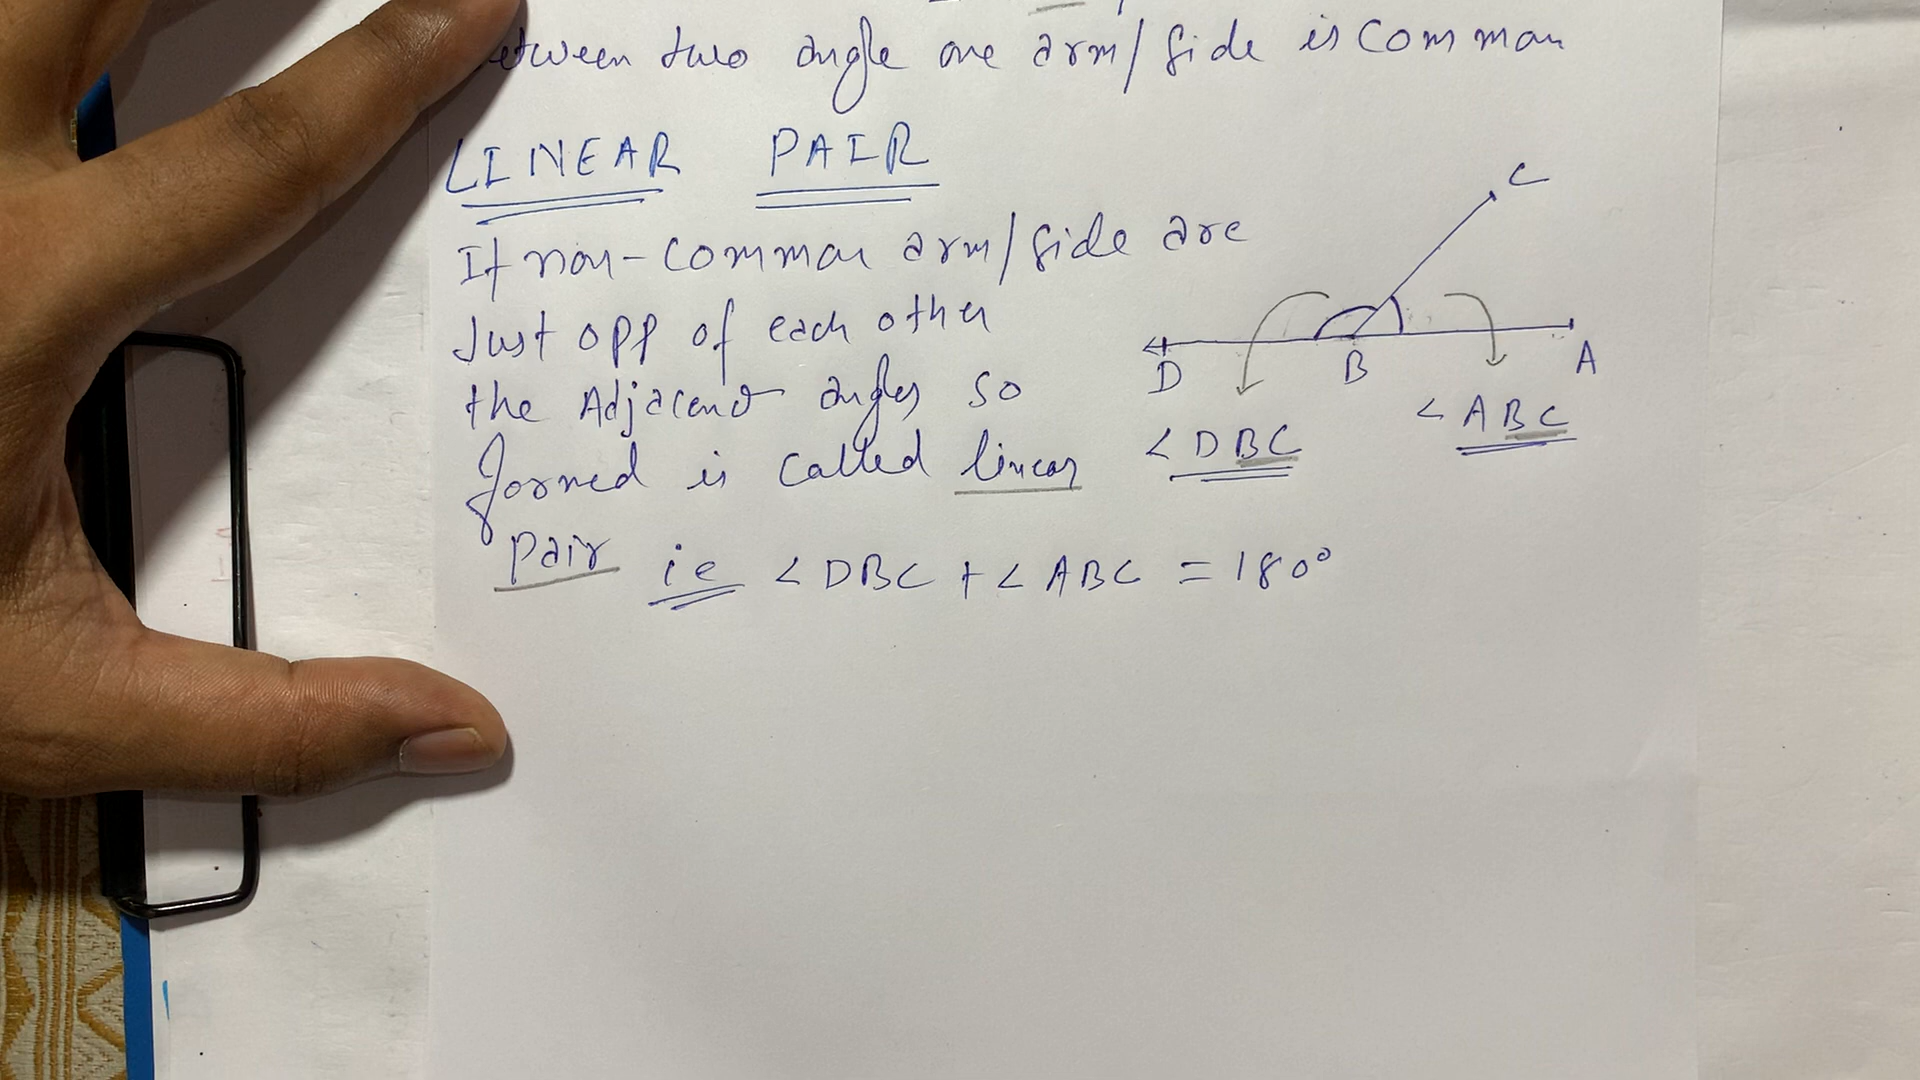 between two angle one arm/side is common
LINEAR PAIR
If non-common arm/side are
Just opp of each other
the Adjacent angles so
formed is called linear
pair ie <DBC + <ABC = 180°
C
D B A
<DBC <ABC